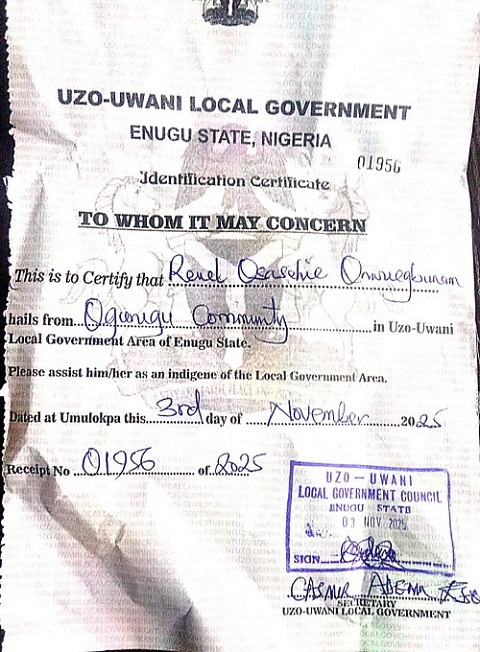 UZO-UWANI LOCAL GOVERNMENT
ENUGU STATE, NIGERIA
01956
Identification Certificate
TO WHOM IT MAY CONCERN
This is to Certify that Onwuegbunam
hails from Ogurugu Community in Uzo-Uwani
Local Government Area of Enugu State.
Please assist him/her as an indigene of the Local Government Area.
Dated at Umulokpa this 3rd day of November 2025
Receipt No 01956 of 2025
UZO-UWANI
LOCAL GOVERNMENT COUNCIL
ENUGU STATE
03 NOV 2025
SIGN
SECRETARY
UZO-UWANI LOCAL GOVERNMENT